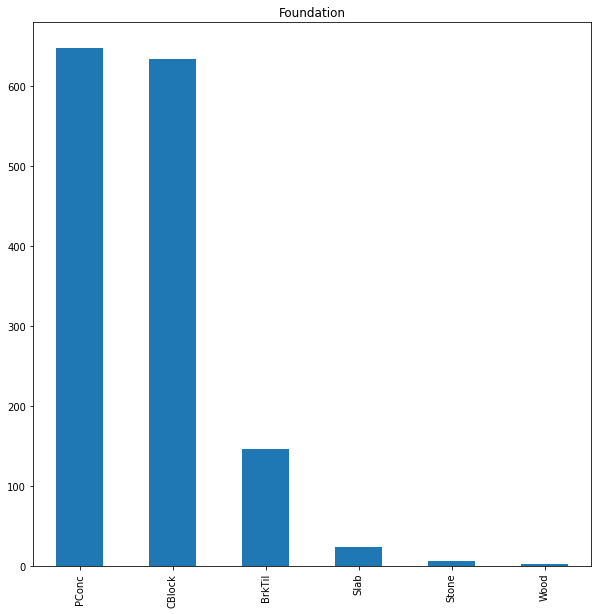 Foundation
600
500
400
300
200
100
0
PConc
CBlock
BrkTil
Slab
Stone
Wood